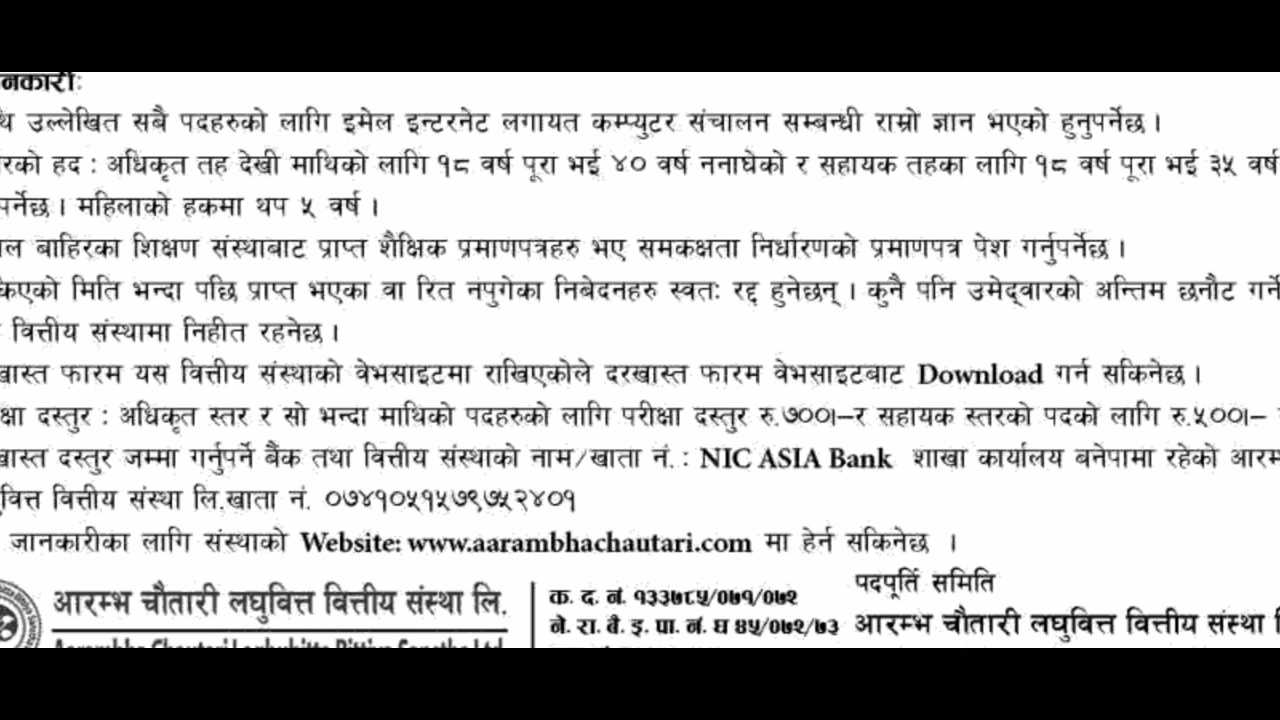 नकारीः
थ उल्लेखित सबै पदहरुको लागि इमेल इन्टरनेट लगायत कम्प्युटर संचालन सम्बन्धी राम्रो ज्ञान भएको हुनुपर्नेछ ।
रको हद : अधिकृत तह देखी माथिको लागि १८ वर्ष पूरा भई ४० वर्ष ननाघेको र सहायक तहका लागि १८ वर्ष पूरा भई ३५ वर्ष
पर्नेछ । महिलाको हकमा थप ५ वर्ष ।
ल बाहिरका शिक्षण संस्थाबाट प्राप्त शैक्षिक प्रमाणपत्रहरु भए समकक्षता निर्धारणको प्रमाणपत्र पेश गर्नुपर्नेछ ।
किएको मिति भन्दा पछि प्राप्त भएका वा रित नपुगेका निबेदनहरु स्वतः रद्द हुनेछन् । कुनै पनि उमेद्वारको अन्तिम छनौट गर्ने
वित्तीय संस्थामा निहीत रहनेछ ।
खास्त फारम यस वित्तीय संस्थाको वेभसाइटमा राखिएकोले दरखास्त फारम वेभसाइटबाट Download गर्न सकिनेछ ।
क्षा दस्तुर : अधिकृत स्तर र सो भन्दा माथिको पदहरुको लागि परीक्षा दस्तुर रु.७००।–र सहायक स्तरको पदको लागि रु.५००।–
खास्त दस्तुर जम्मा गर्नुपर्ने बैंक तथा वित्तीय संस्थाको नाम/खाता नं. : NIC ASIA Bank शाखा कार्यालय बनेपामा रहेको आरम
ुवित्त वित्तीय संस्था लि.खाता नं. ०७४१०५१५७९७५२४०१
जानकारीका लागि संस्थाको Website: www.aarambhachautari.com मा हेर्न सकिनेछ ।
पदपूर्ति समिति
आरम्भ चौतारी लघुवित्त वित्तीय संस्था लि.
क. द. नं. १३३७८५/०७१/०७२
ने. रा. बै. इ. पा. नं. घ ४५/०७२/७३
आरम्भ चौतारी लघुवित्त वित्तीय संस्था